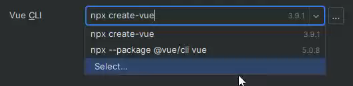 Vue CLI npx create-vue 3.9.1 ...
npx create-vue 3.9.1
npx --package @vue/cli vue 5.0.8
Select...